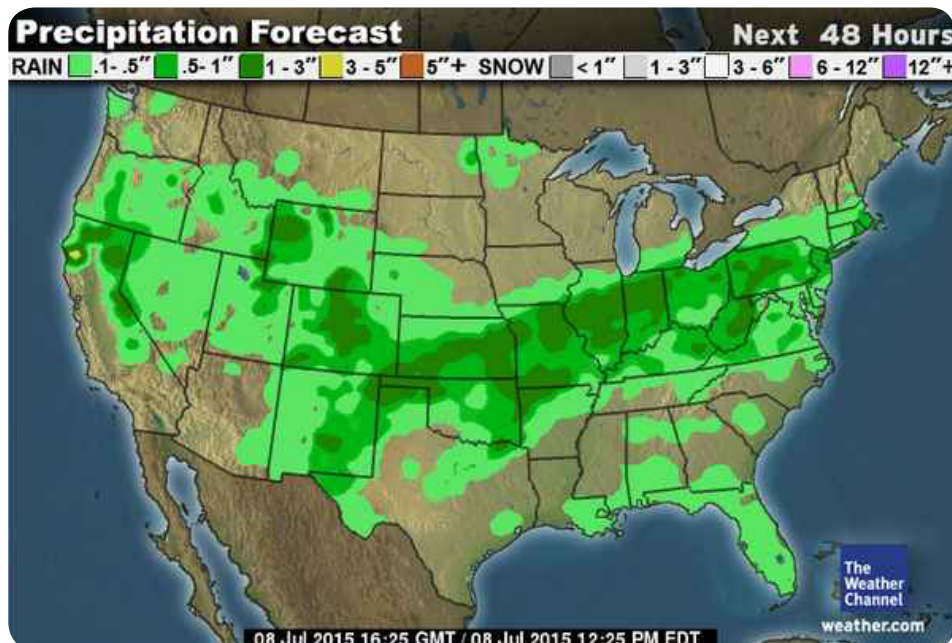 Precipitation Forecast Next 48 Hours
RAIN .1- .5" .5- 1" 1 - 3" 3 - 5" 5"+ SNOW < 1" 1 - 3" 3 - 6" 6 - 12" 12"+
The
Weather
Channel
weather.com
08 Jul 2015 16:25 GMT / 08 Jul 2015 12:25 PM EDT